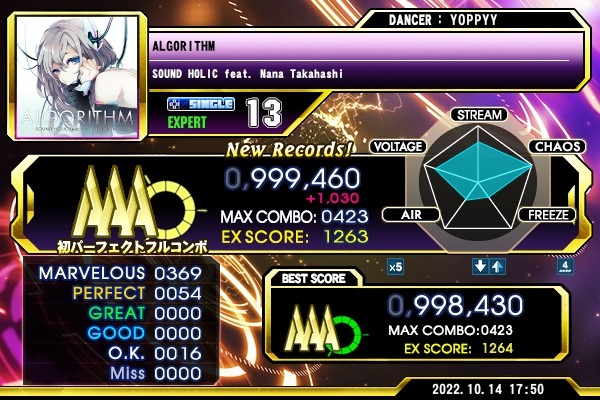 DANCER : YOPPYY
ALGORITHM
SOUND HOLIC feat. Nana Takahashi
ALGORITHM
SINGLE
EXPERT
13
New Records!
AAA
0,999,460
+1,030
MAX COMBO: 0423
EX SCORE: 1263
初パーフェクトフルコンボ
STREAM
VOLTAGE
CHAOS
AIR
FREEZE
x5
4
MARVELOUS 0369
PERFECT 0054
GREAT 0000
GOOD 0000
O.K. 0016
Miss 0000
BEST SCORE
AAA
0,998,430
MAX COMBO:0423
EX SCORE: 1264
2022.10.14 17:50